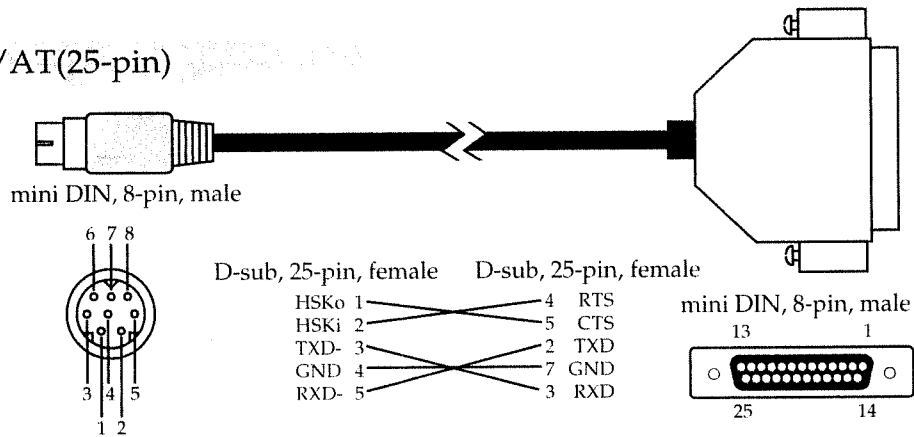 /AT(25-pin)
mini DIN, 8-pin, male
6 7 8
3 4 5
1 2
D-sub, 25-pin, female D-sub, 25-pin, female
HSKo 1 4 RTS
HSKi 2 5 CTS
TXD- 3 2 TXD
GND 4 7 GND
RXD- 5 3 RXD
mini DIN, 8-pin, male
13 1
25 14